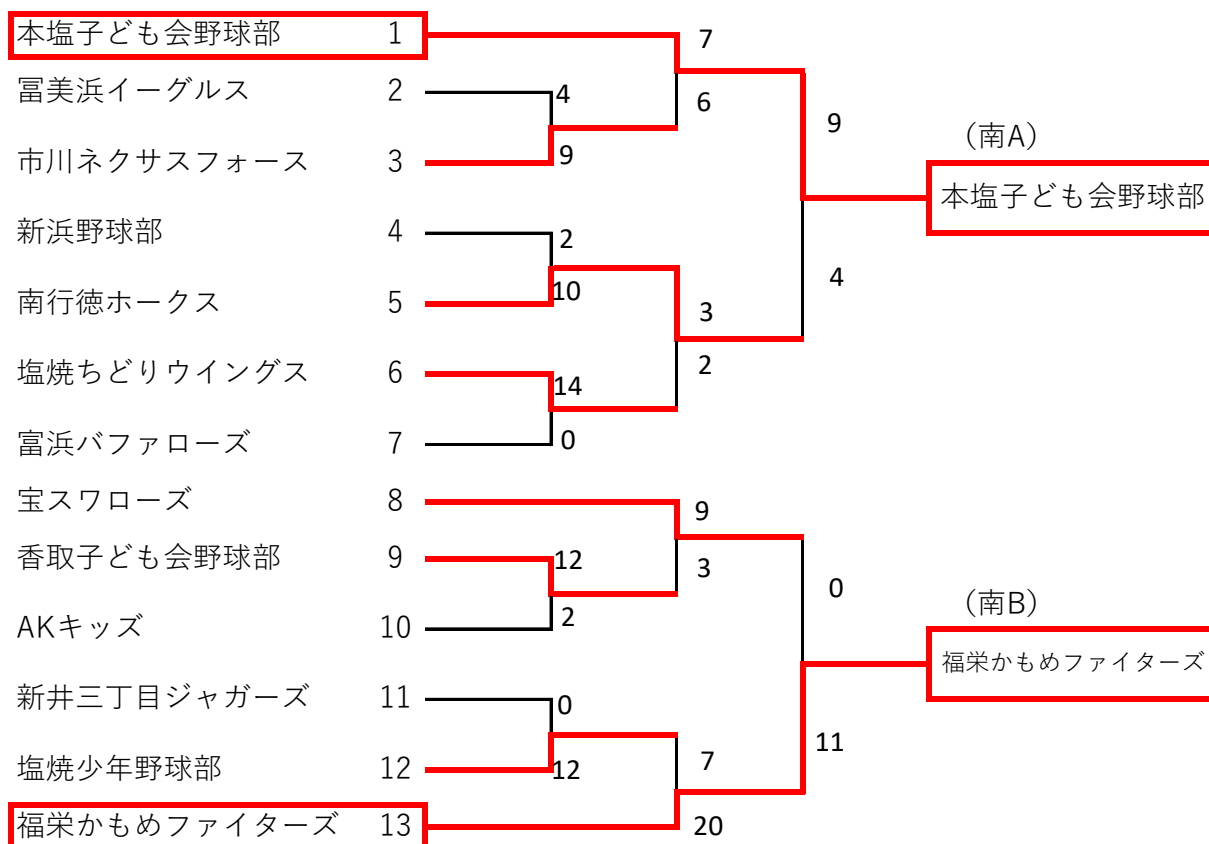 本塩子ども会野球部 1
7
冨美浜イーグルス 2
4
6
9
(南A)
市川ネクサスフォース 3
9
本塩子ども会野球部
新浜野球部 4
2
4
南行徳ホークス 5
10
3
塩焼ちどりウイングス 6
14
2
富浜バファローズ 7
0
宝スワローズ 8
9
香取子ども会野球部 9
12
3
0
(南B)
AKキッズ 10
2
福栄かもめファイターズ
新井三丁目ジャガーズ 11
0
11
塩焼少年野球部 12
12
7
福栄かもめファイターズ 13
20